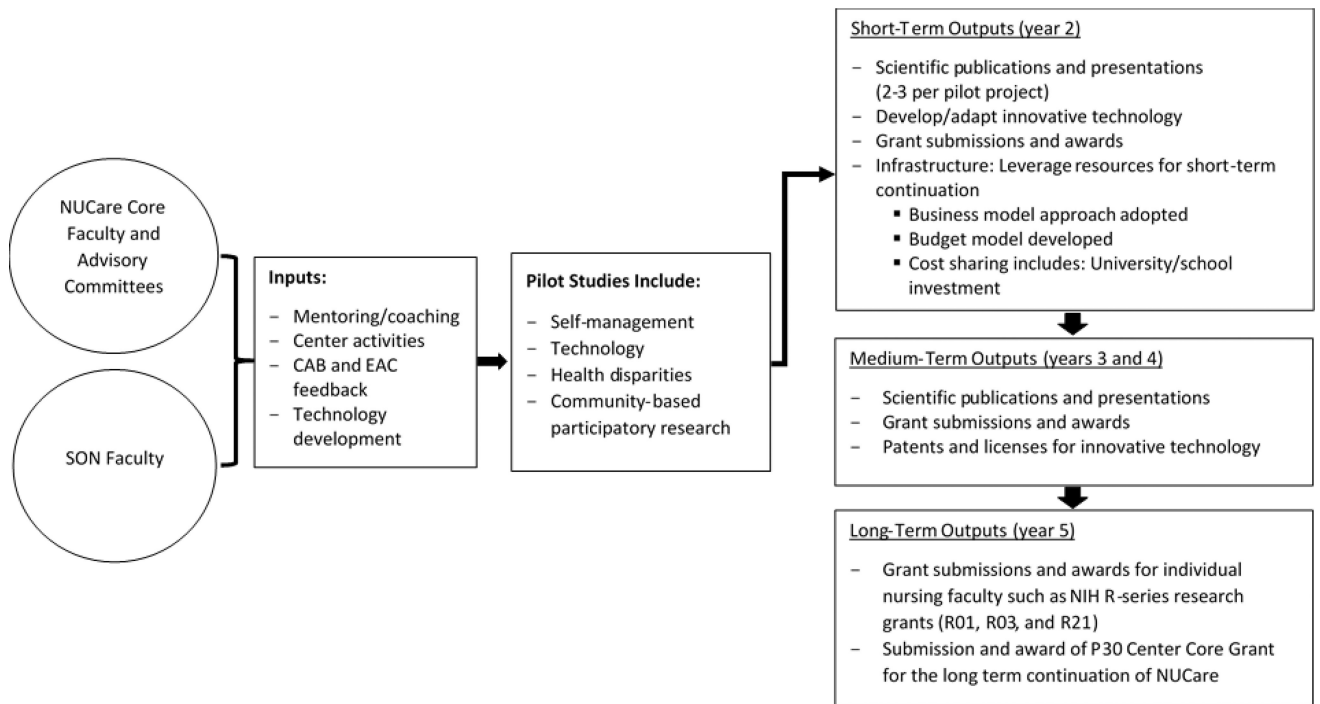 NUCare Core
Faculty and
Advisory
Committees
SON Faculty
Inputs:
− Mentoring/coaching
− Center activities
− CAB and EAC
feedback
− Technology
development
Pilot Studies Include:
− Self-management
− Technology
− Health disparities
− Community-based
participatory research
Short-Term Outputs (year 2)
− Scientific publications and presentations
(2-3 per pilot project)
− Develop/adapt innovative technology
− Grant submissions and awards
− Infrastructure: Leverage resources for short-term
continuation
▪ Business model approach adopted
▪ Budget model developed
▪ Cost sharing includes: University/school
investment
Medium-Term Outputs (years 3 and 4)
− Scientific publications and presentations
− Grant submissions and awards
− Patents and licenses for innovative technology
Long-Term Outputs (year 5)
− Grant submissions and awards for individual
nursing faculty such as NIH R-series research
grants (R01, R03, and R21)
− Submission and award of P30 Center Core Grant
for the long term continuation of NUCare